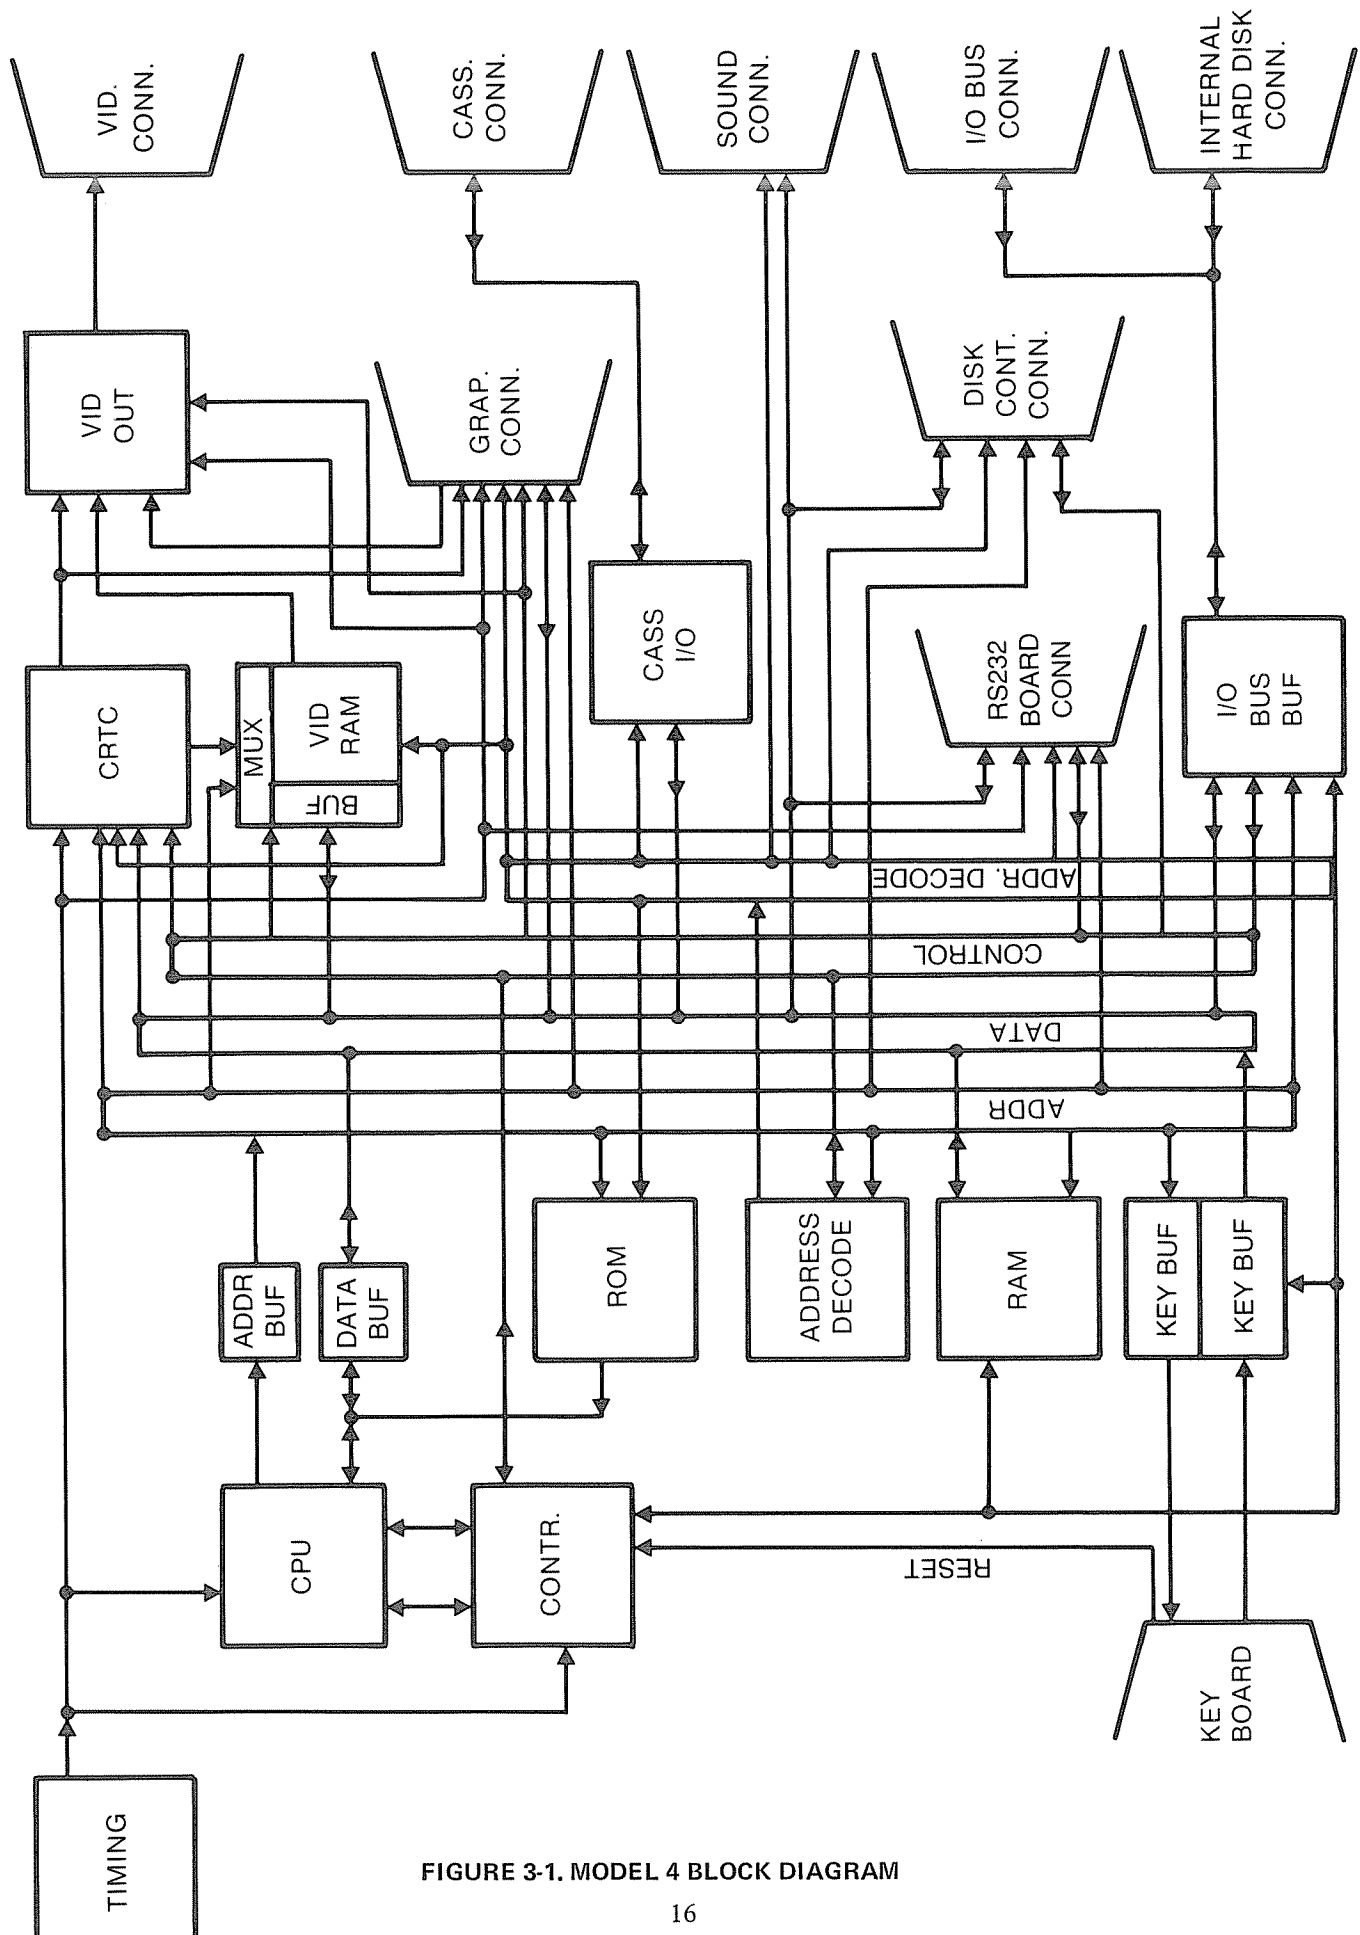 VID.
CONN.
CASS.
CONN.
SOUND
CONN.
I/O BUS
CONN.
INTERNAL
HARD DISK
CONN.
VID
OUT
GRAP.
CONN.
DISK
CONT.
CONN.
CRTC
MUX
VID
RAM
BUF
CASS
I/O
RS232
BOARD
CONN
I/O
BUS
BUF
ADDR. DECODE
CONTROL
DATA
ADDR
ADDR
BUF
DATA
BUF
ROM
ADDRESS
DECODE
RAM
KEY BUF
KEY BUF
CPU
CONTR.
RESET
KEY
BOARD
TIMING
FIGURE 3-1. MODEL 4 BLOCK DIAGRAM
16